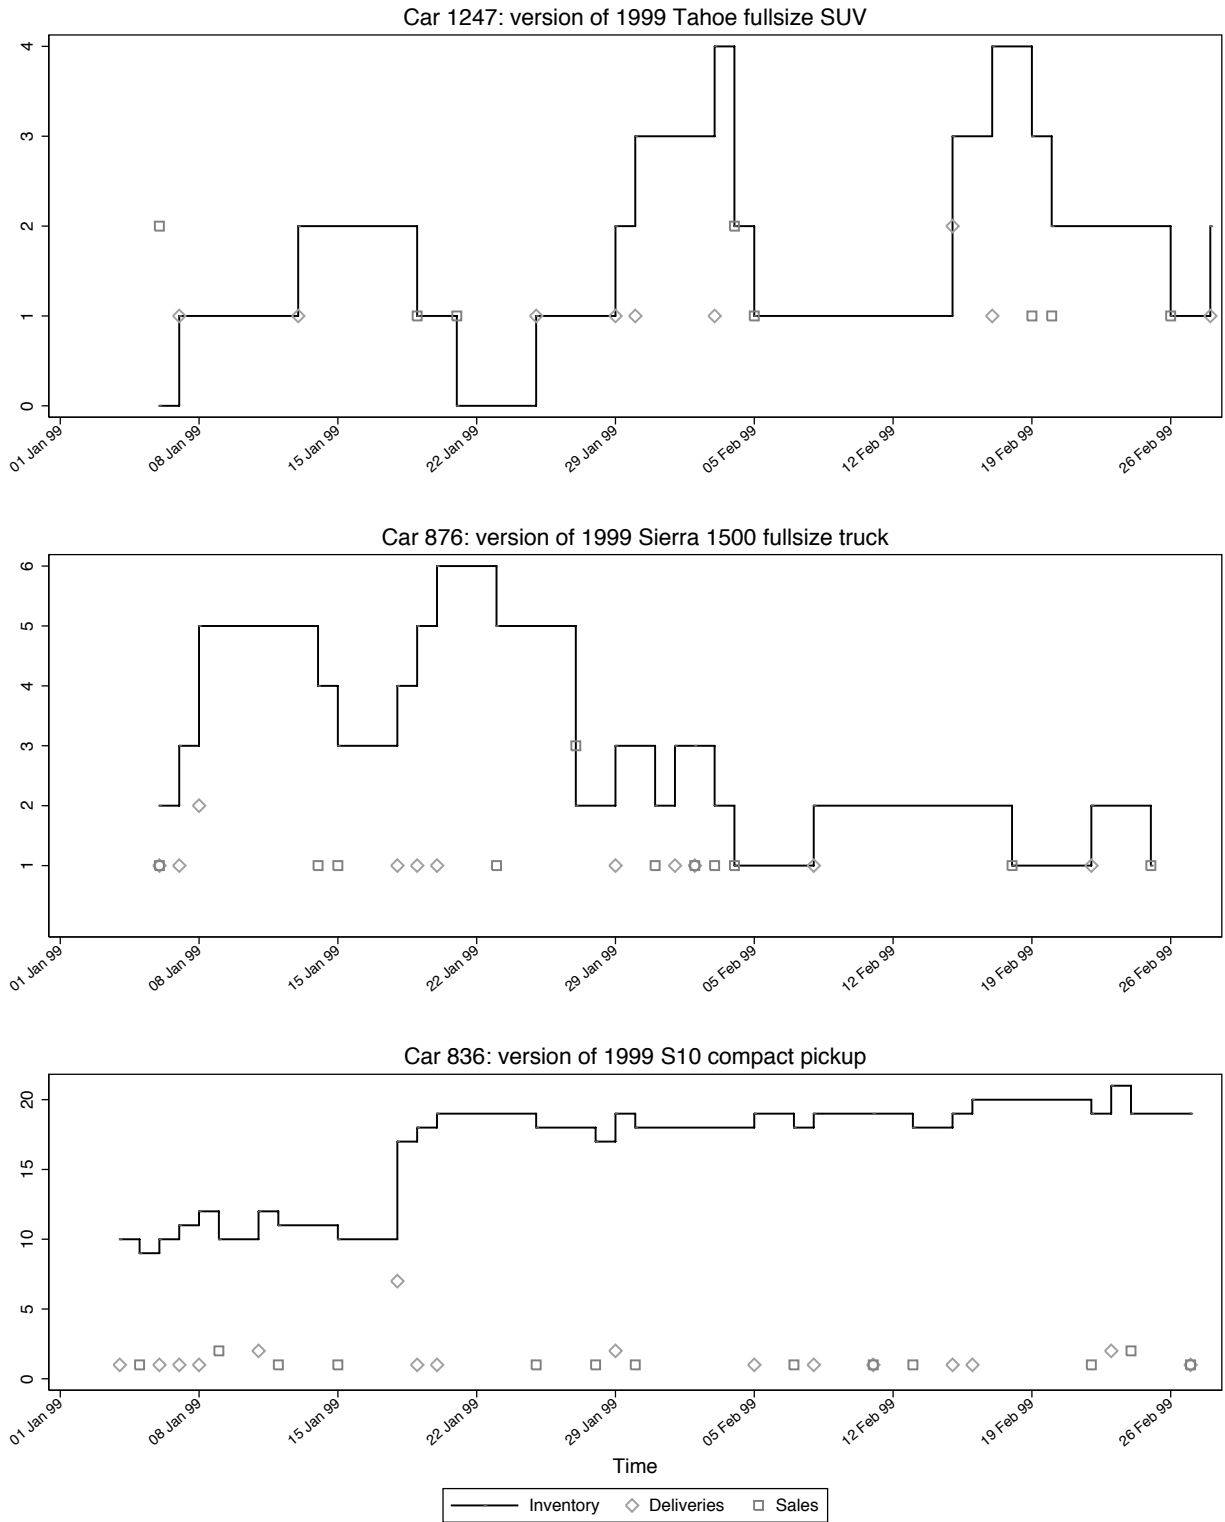 Car 1247: version of 1999 Tahoe fullsize SUV
4
3
2
1
0
01 Jan 99 08 Jan 99 15 Jan 99 22 Jan 99 29 Jan 99 05 Feb 99 12 Feb 99 19 Feb 99 26 Feb 99
Car 876: version of 1999 Sierra 1500 fullsize truck
6
5
4
3
2
1
01 Jan 99 08 Jan 99 15 Jan 99 22 Jan 99 29 Jan 99 05 Feb 99 12 Feb 99 19 Feb 99 26 Feb 99
Car 836: version of 1999 S10 compact pickup
20
15
10
5
0
01 Jan 99 08 Jan 99 15 Jan 99 22 Jan 99 29 Jan 99 05 Feb 99 12 Feb 99 19 Feb 99 26 Feb 99
Time
Inventory Deliveries Sales